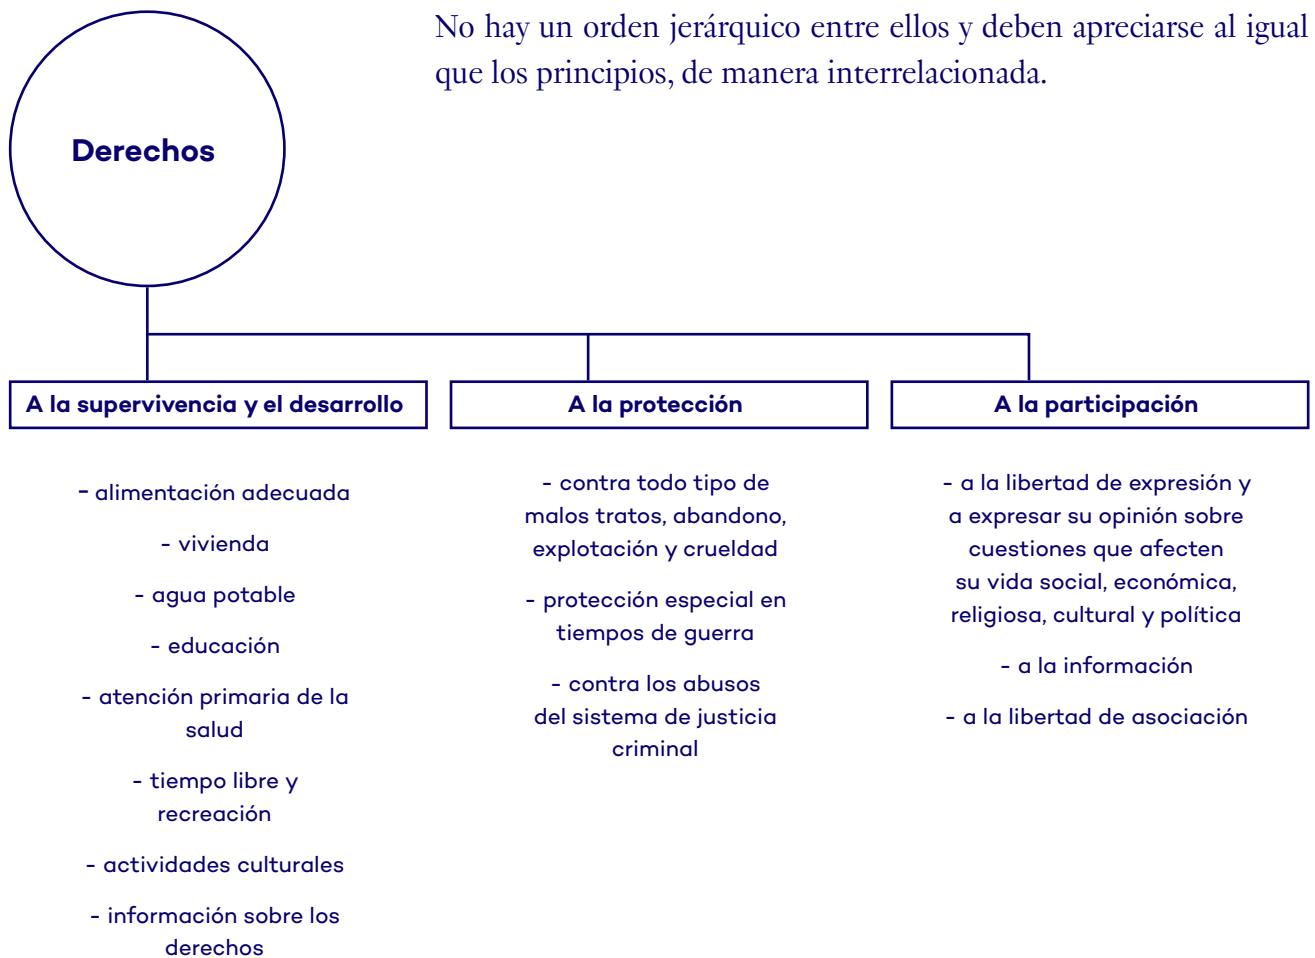 No hay un orden jerárquico entre ellos y deben apreciarse al igual
que los principios, de manera interrelacionada.
Derechos
A la supervivencia y el desarrollo
- alimentación adecuada
- vivienda
- agua potable
- educación
- atención primaria de la
salud
- tiempo libre y
recreación
- actividades culturales
- información sobre los
derechos
A la protección
- contra todo tipo de
malos tratos, abandono,
explotación y crueldad
- protección especial en
tiempos de guerra
- contra los abusos
del sistema de justicia
criminal
A la participación
- a la libertad de expresión y
a expresar su opinión sobre
cuestiones que afecten
su vida social, económica,
religiosa, cultural y política
- a la información
- a la libertad de asociación